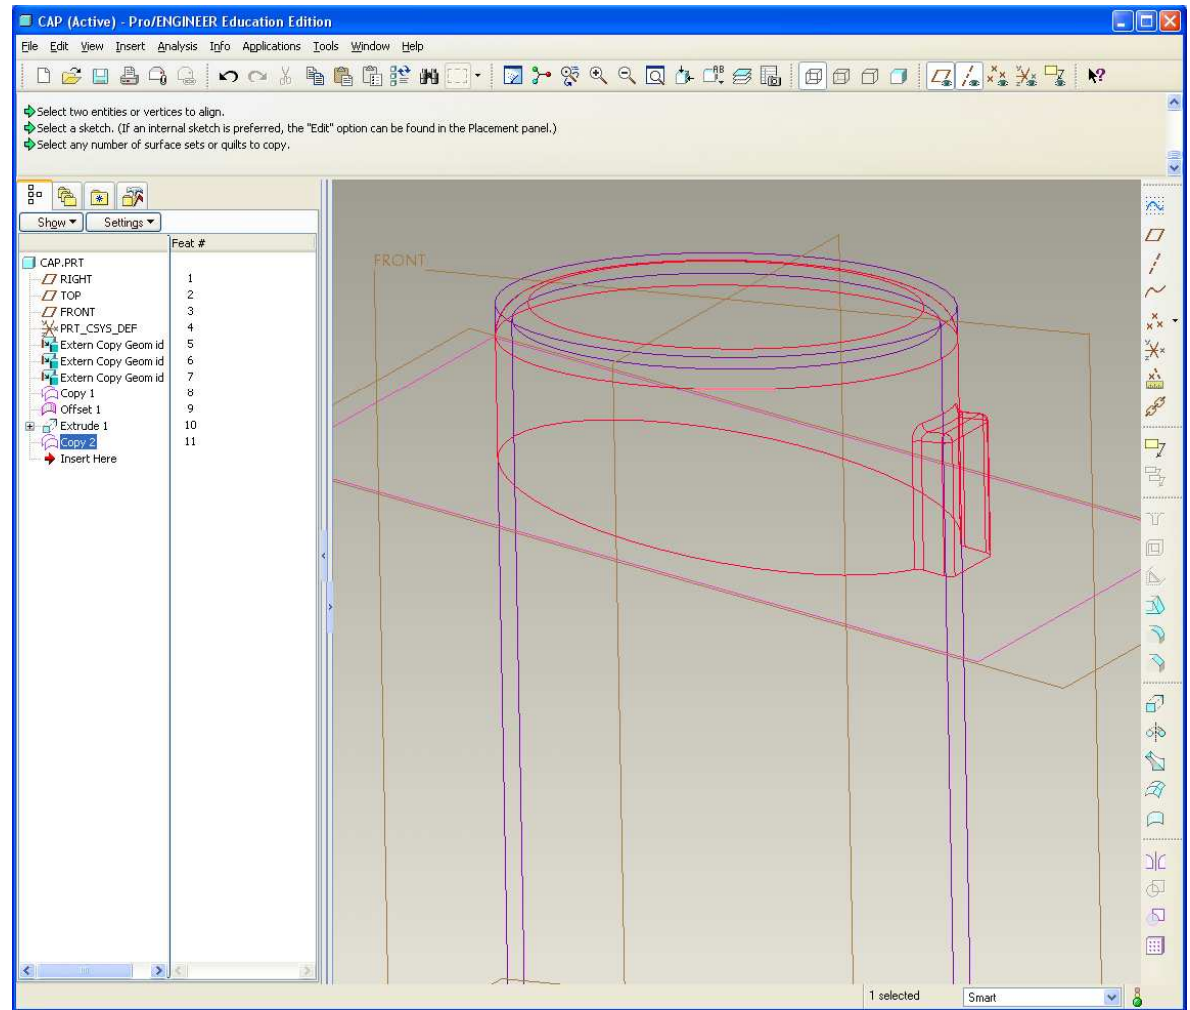 CAP (Active) - Pro/ENGINEER Education Edition
File Edit View Insert Analysis Info Applications Tools Window Help
Select two entities or vertices to align.
Select a sketch. (If an internal sketch is preferred, the "Edit" option can be found in the Placement panel.)
Select any number of surface sets or quilts to copy.
Show Settings
Feat #
CAP.PRT
RIGHT 1
TOP 2
FRONT 3
PRT_CSYS_DEF 4
Extern Copy Geom id 5
Extern Copy Geom id 6
Extern Copy Geom id 7
Copy 1 8
Offset 1 9
Extrude 1 10
Copy 2 11
Insert Here
FRONT
1 selected Smart